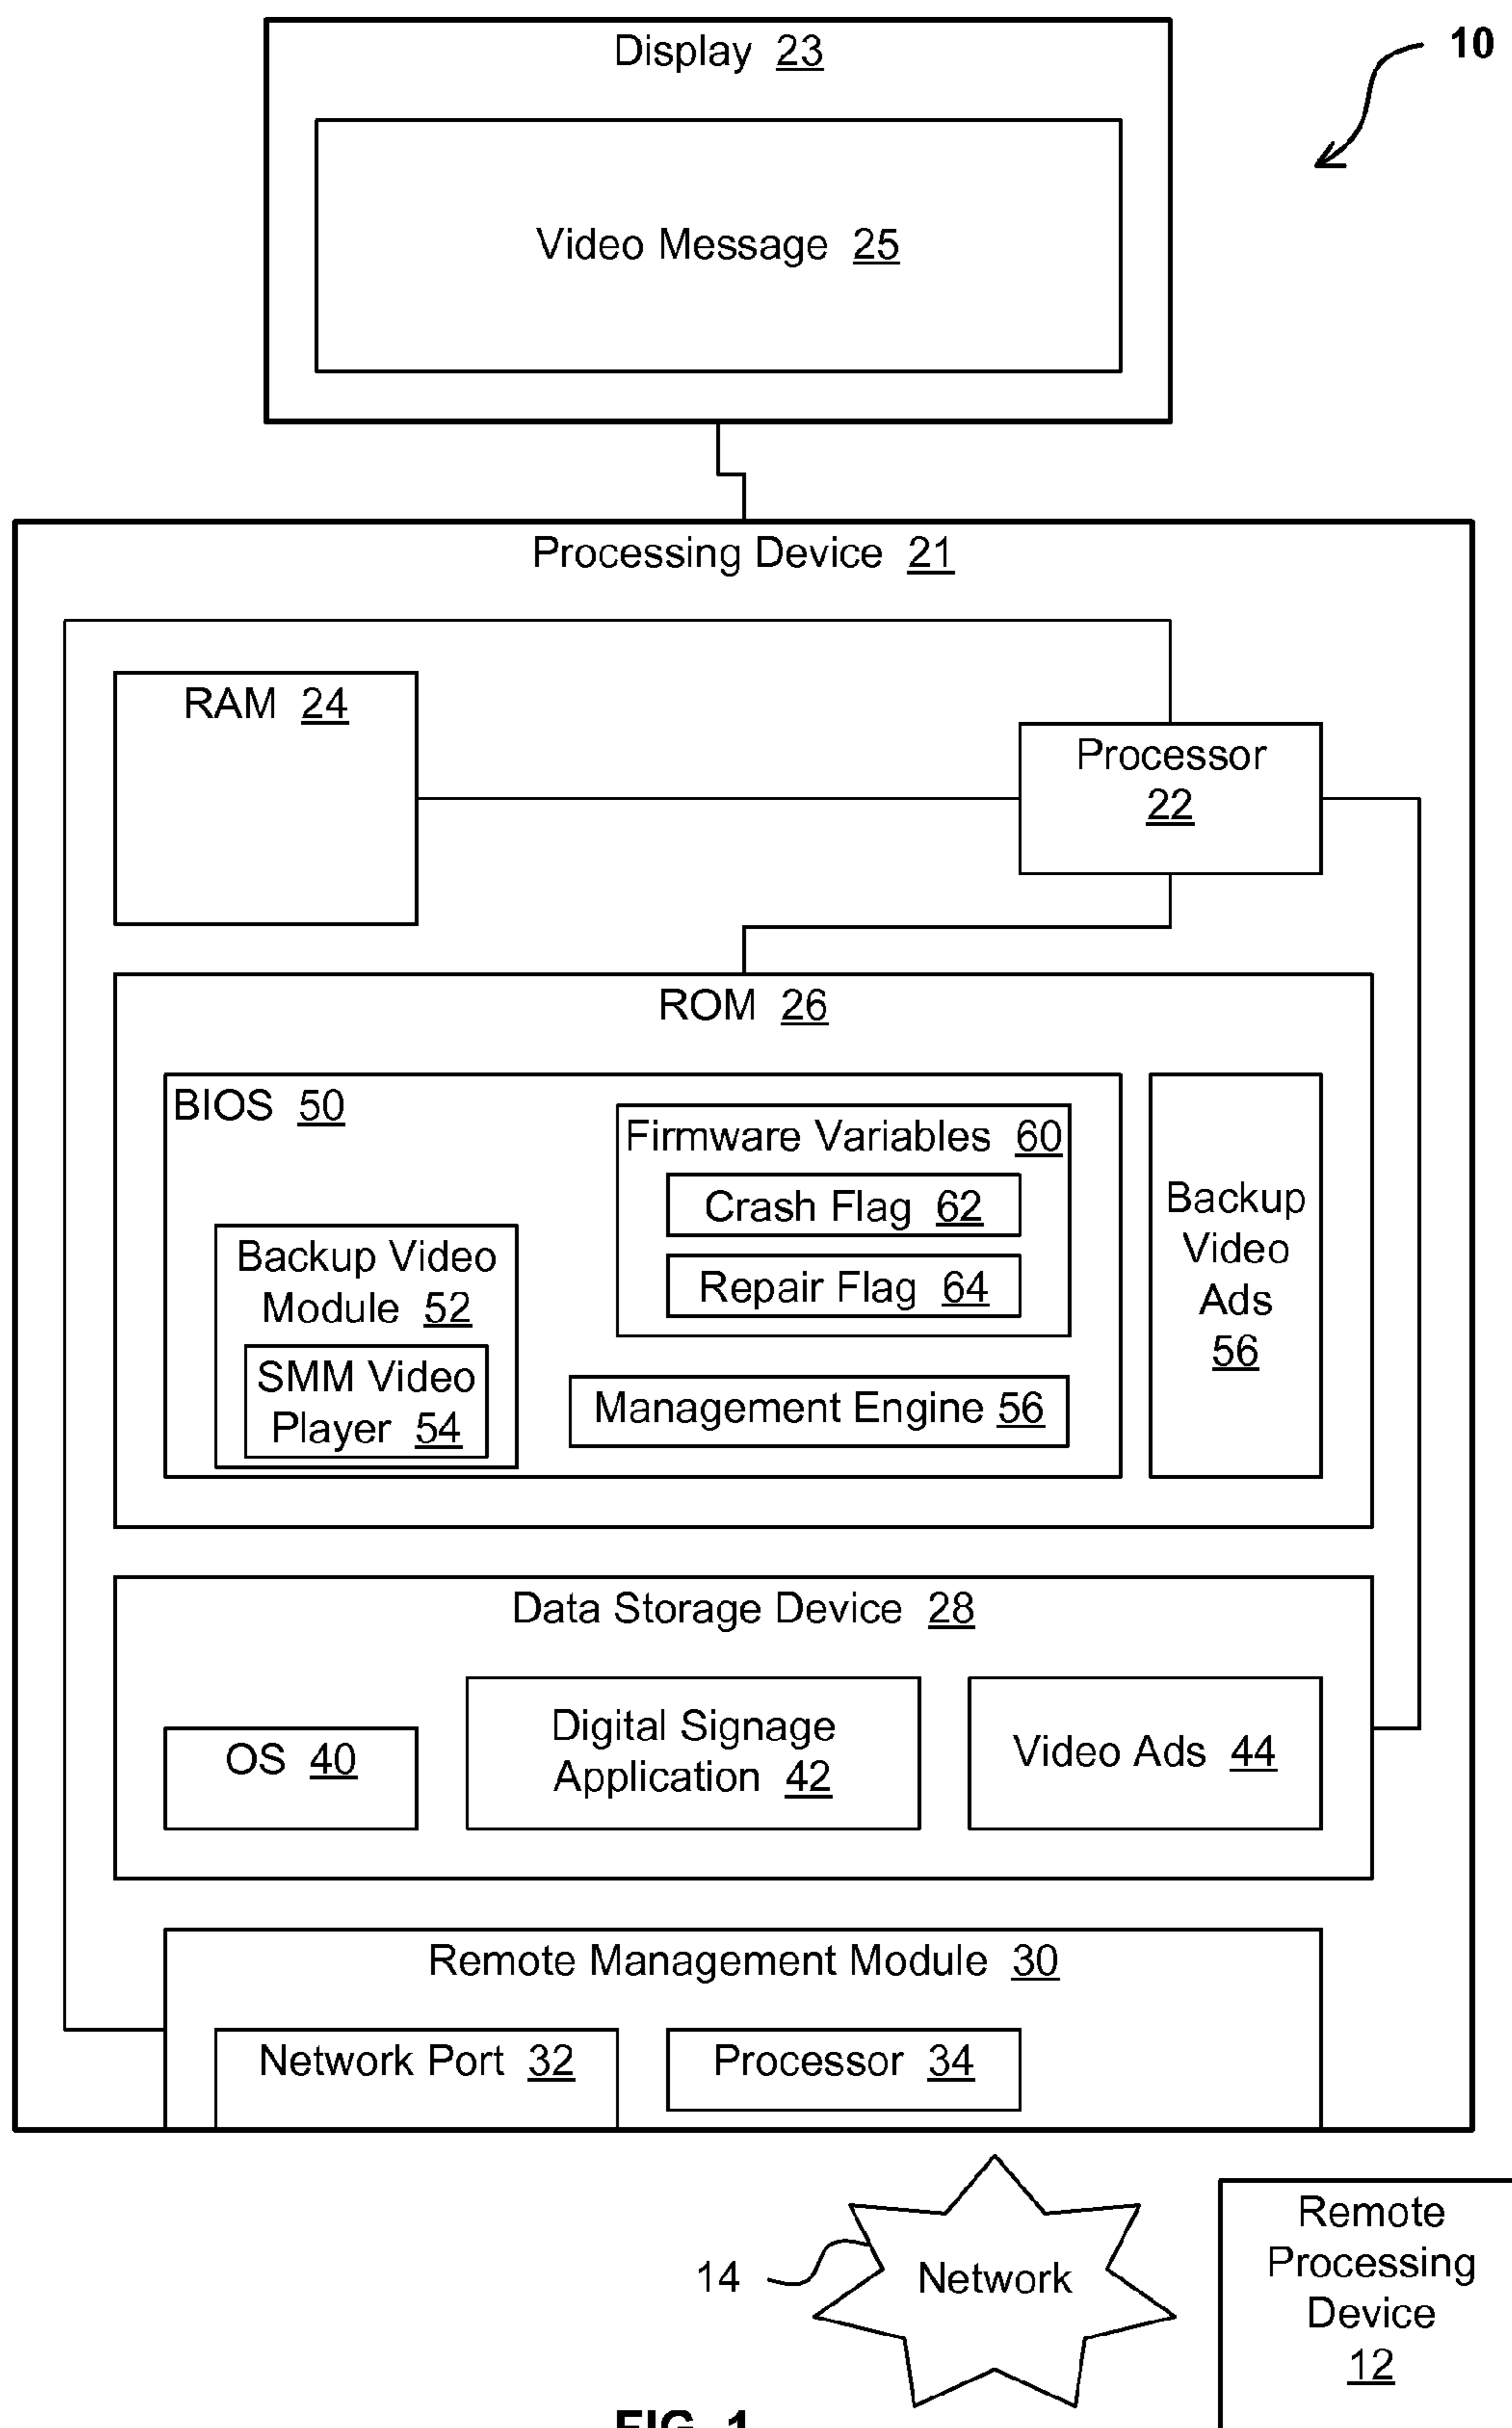 10
Display 23
Video Message 25
Processing Device 21
RAM 24
Processor
22
ROM 26
BIOS 50
Firmware Variables 60
Crash Flag 62
Repair Flag 64
Backup Video
Module 52
SMM Video
Player 54
Management Engine 56
Backup
Video
Ads
56
Data Storage Device 28
OS 40
Digital Signage
Application 42
Video Ads 44
Remote Management Module 30
Network Port 32
Processor 34
14
Network
Remote
Processing
Device
12
FIG. 1